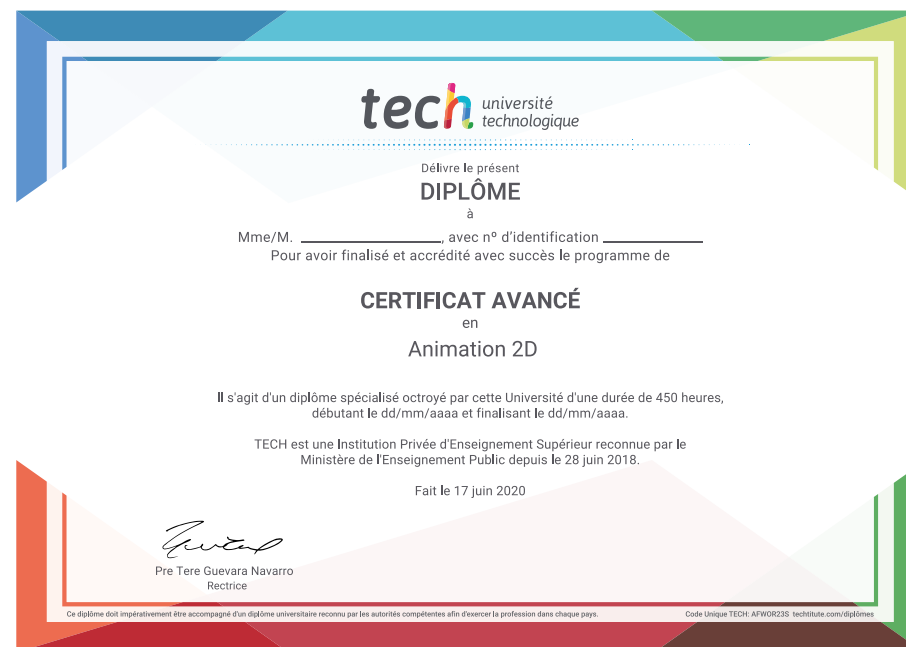 tech université
technologique
Délivre le présent
DIPLÔME
à
Mme/M. ____________________, avec nº d'identification ______________
Pour avoir finalisé et accrédité avec succès le programme de
CERTIFICAT AVANCÉ
en
Animation 2D
Il s'agit d'un diplôme spécialisé octroyé par cette Université d'une durée de 450 heures,
débutant le dd/mm/aaaa et finalisant le dd/mm/aaaa.
TECH est une Institution Privée d'Enseignement Supérieur reconnue par le
Ministère de l'Enseignement Public depuis le 28 juin 2018.
Fait le 17 juin 2020
Pre Tere Guevara Navarro
Rectrice
Ce diplôme doit impérativement être accompagné d'un diplôme universitaire reconnu par les autorités compétentes afin d'exercer la profession dans chaque pays.
Code Unique TECH: AFWOR23S techtitute.com/diplômes